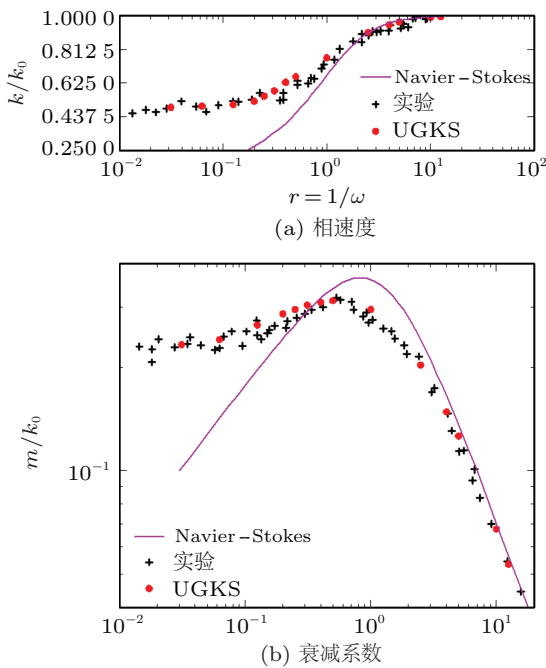 k/k₀
1.000 0
0.812 5
0.625 0
0.437 5
0.250 0
Navier−Stokes
实验
UGKS
10⁻² 10⁻¹ 10⁰ 10¹ 10²
r = 1/ω
(a) 相速度
m/k₀
10⁻¹
Navier−Stokes
实验
UGKS
10⁻² 10⁻¹ 10⁰ 10¹
(b) 衰减系数